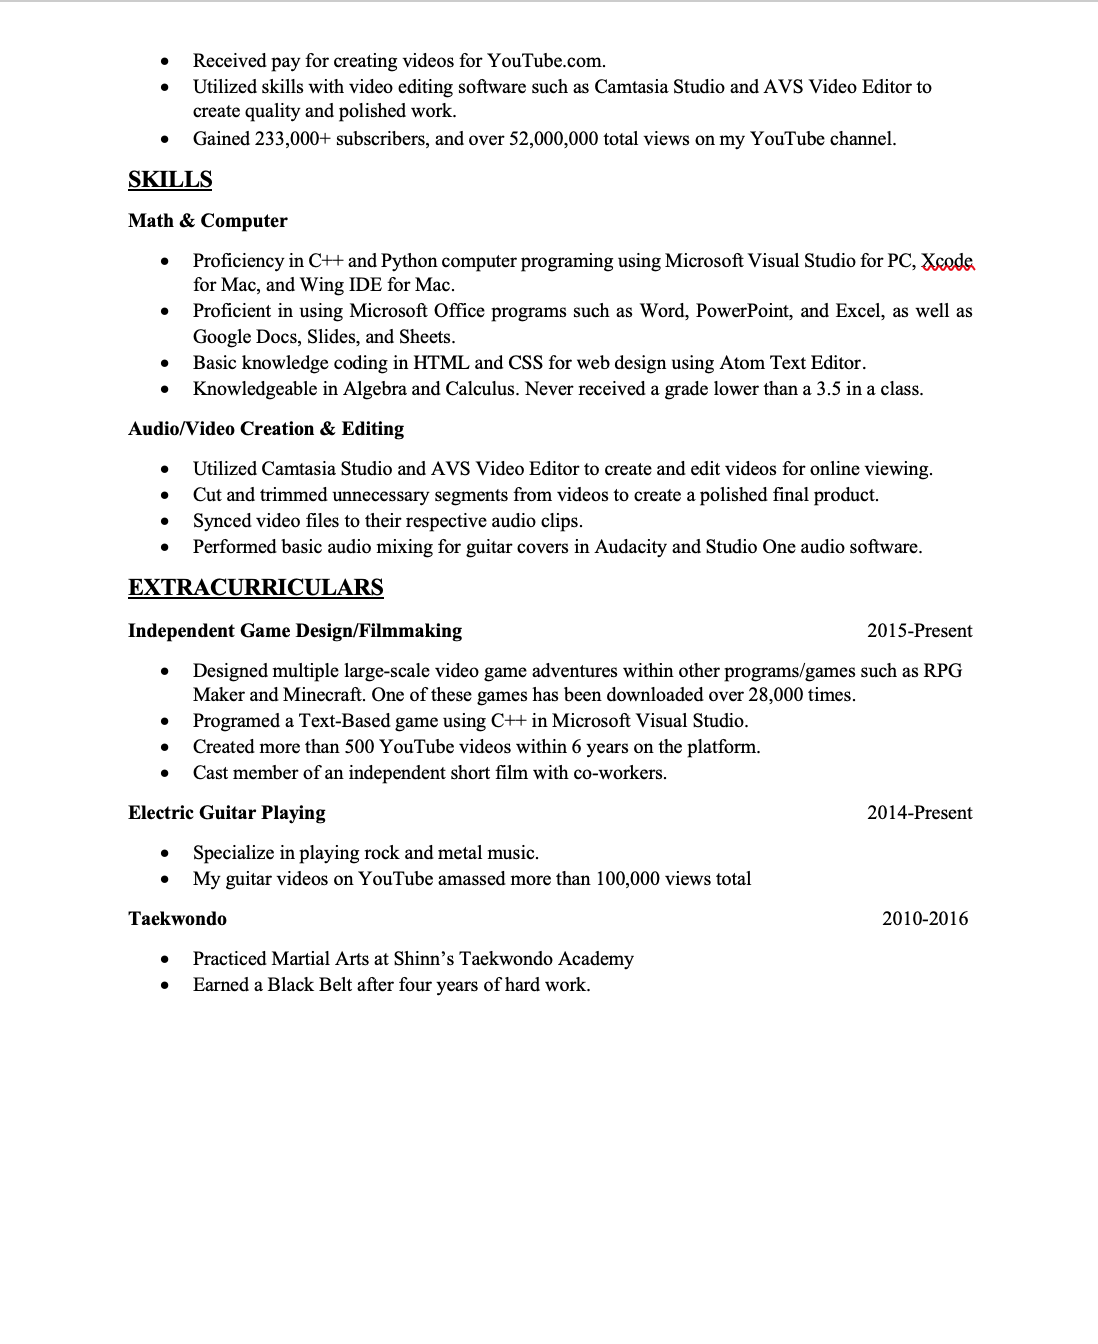 • Received pay for creating videos for YouTube.com.
• Utilized skills with video editing software such as Camtasia Studio and AVS Video Editor to
create quality and polished work.
• Gained 233,000+ subscribers, and over 52,000,000 total views on my YouTube channel.
SKILLS
Math & Computer
• Proficiency in C++ and Python computer programing using Microsoft Visual Studio for PC, Xcode
for Mac, and Wing IDE for Mac.
• Proficient in using Microsoft Office programs such as Word, PowerPoint, and Excel, as well as
Google Docs, Slides, and Sheets.
• Basic knowledge coding in HTML and CSS for web design using Atom Text Editor.
• Knowledgeable in Algebra and Calculus. Never received a grade lower than a 3.5 in a class.
Audio/Video Creation & Editing
• Utilized Camtasia Studio and AVS Video Editor to create and edit videos for online viewing.
• Cut and trimmed unnecessary segments from videos to create a polished final product.
• Synced video files to their respective audio clips.
• Performed basic audio mixing for guitar covers in Audacity and Studio One audio software.
EXTRACURRICULARS
Independent Game Design/Filmmaking 2015-Present
• Designed multiple large-scale video game adventures within other programs/games such as RPG
Maker and Minecraft. One of these games has been downloaded over 28,000 times.
• Programed a Text-Based game using C++ in Microsoft Visual Studio.
• Created more than 500 YouTube videos within 6 years on the platform.
• Cast member of an independent short film with co-workers.
Electric Guitar Playing 2014-Present
• Specialize in playing rock and metal music.
• My guitar videos on YouTube amassed more than 100,000 views total
Taekwondo 2010-2016
• Practiced Martial Arts at Shinn’s Taekwondo Academy
• Earned a Black Belt after four years of hard work.